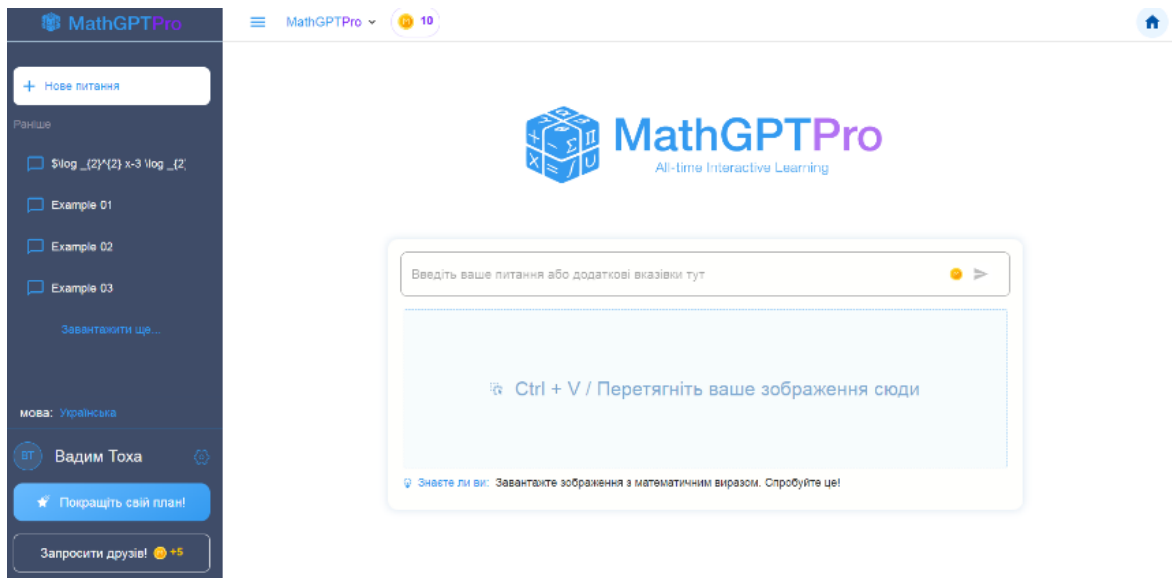 MathGPTPro
MathGPTPro
10
+ Нове питання
Раніше
$\log _{2}^{2} x-3 \log _{2}
Example 01
Example 02
Example 03
Завантажити ще...
мова: Українська
ВТ
Вадим Тоха
Покращіть свій план!
Запросити друзів! +5
MathGPTPro
All-time Interactive Learning
Введіть ваше питання або додаткові вказівки тут
Ctrl + V / Перетягніть ваше зображення сюди
Знаєте ли ви: Завантажте зображення з математичним виразом. Спробуйте це!